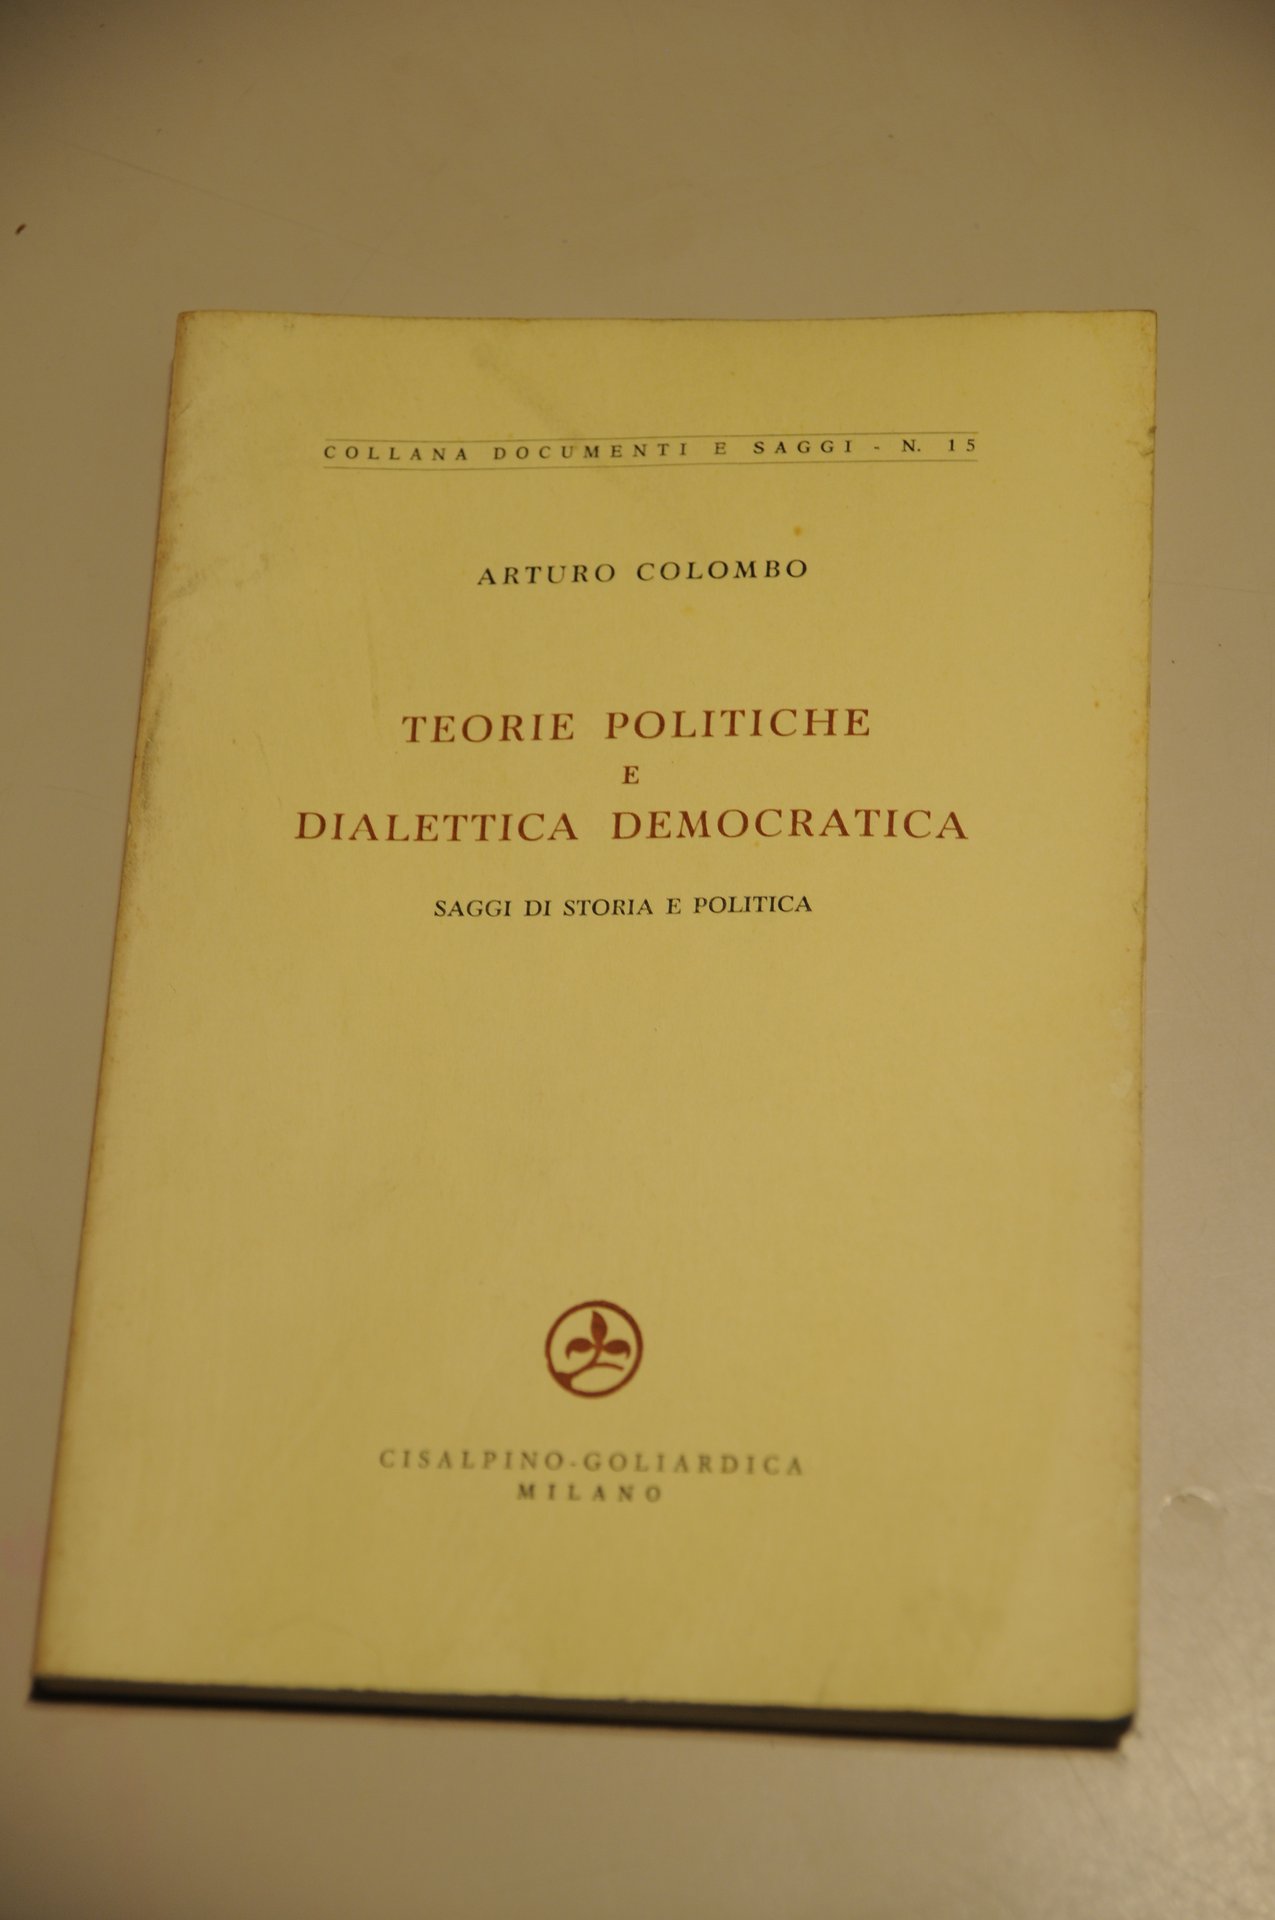 COLLANA DOCUMENTI E SAGGI - N. 15
ARTURO COLOMBO
TEORIE POLITICHE
E
DIALETTICA DEMOCRATICA
SAGGI DI STORIA E POLITICA
CISALPINO-GOLIARDICA
MILANO